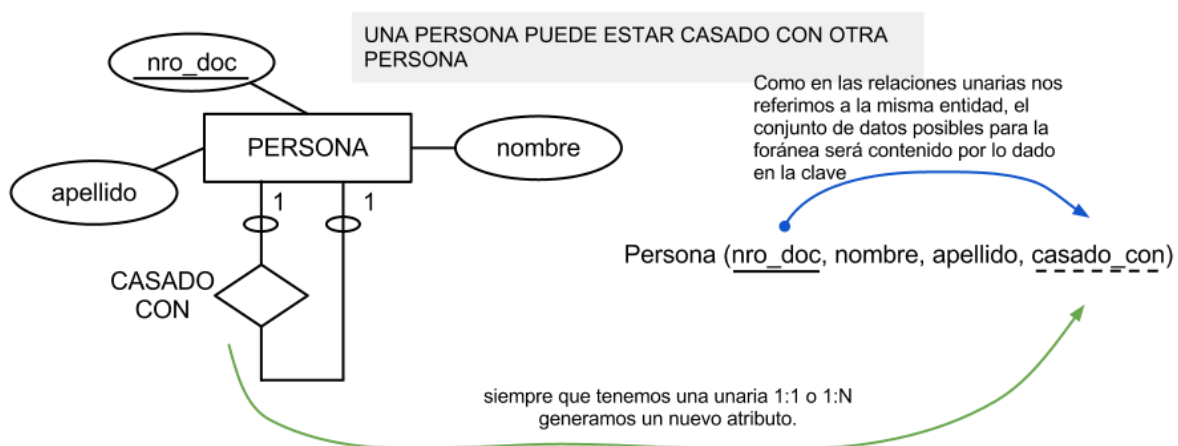 UNA PERSONA PUEDE ESTAR CASADO CON OTRA
PERSONA
nro_doc
PERSONA
nombre
apellido
1
1
CASADO
CON
Como en las relaciones unarias nos
referimos a la misma entidad, el
conjunto de datos posibles para la
foránea será contenido por lo dado
en la clave
Persona (nro_doc, nombre, apellido, casado_con)
siempre que tenemos una unaria 1:1 o 1:N
generamos un nuevo atributo.